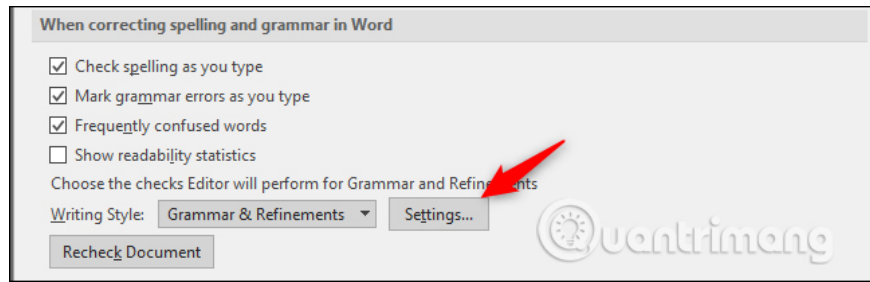 When correcting spelling and grammar in Word
Check spelling as you type
Mark grammar errors as you type
Frequently confused words
Show readability statistics
Choose the checks Editor will perform for Grammar and Refinements
Writing Style: Grammar & Refinements Settings...
Recheck Document
Quantrimang